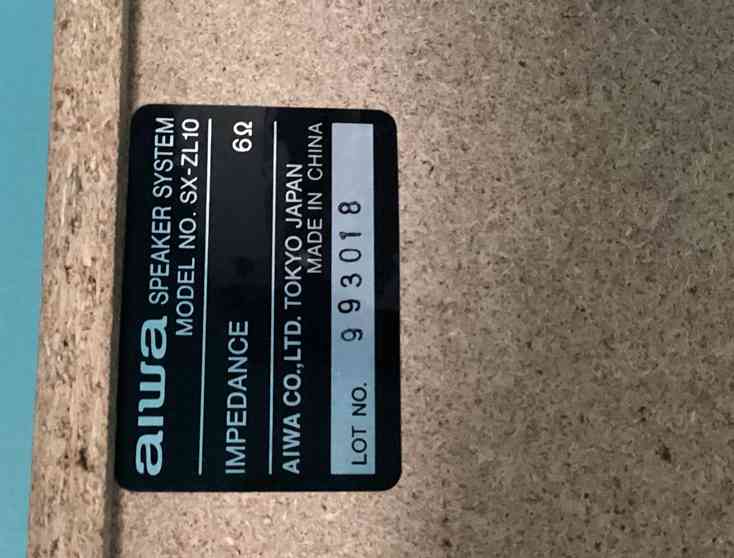 aiwa SPEAKER SYSTEM
MODEL NO. SX-ZL10
IMPEDANCE 6Ω
AIWA CO.,LTD. TOKYO JAPAN
MADE IN CHINA
LOT NO. 993018